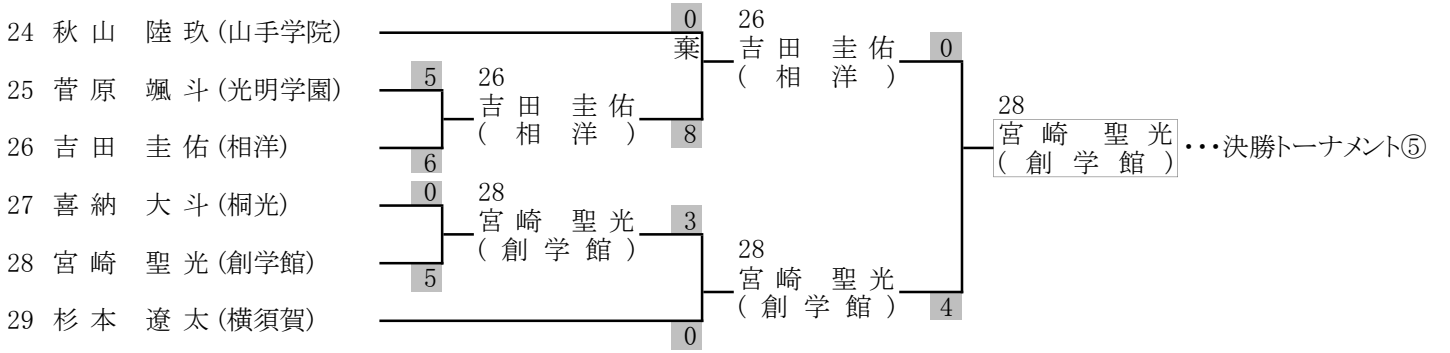 24 秋山 陸玖 (山手学院)
25 菅原 颯斗 (光明学園)
26 吉田 圭佑 (相洋)
27 喜納 大斗 (桐光)
28 宮崎 聖光 (創学館)
29 杉本 遼太 (横須賀)
5
6
0
5
26
吉田 圭佑
(相洋)
28
宮崎 聖光
(創学館)
0
棄
8
3
0
26
吉田 圭佑
(相洋)
28
宮崎 聖光
(創学館)
0
4
28
宮崎 聖光
(創学館)
・・・決勝トーナメント⑤